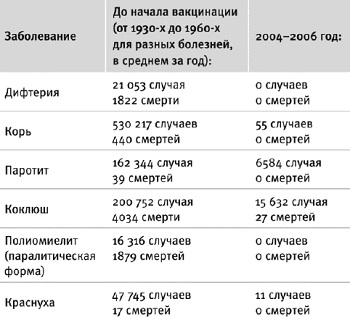 Заболевание
До начала вакцинации
(от 1930-х до 1960-х
для разных болезней,
в среднем за год):
2004–2006 год:
Дифтерия
21 053 случая
1822 смерти
0 случаев
0 смертей
Корь
530 217 случаев
440 смертей
55 случаев
0 смертей
Паротит
162 344 случая
39 смертей
6584 случая
0 смертей
Коклюш
200 752 случая
4034 смерти
15 632 случая
27 смертей
Полиомиелит
(паралитическая
форма)
16 316 случаев
1879 смертей
0 случаев
0 смертей
Краснуха
47 745 случаев
17 смертей
11 случаев
0 смертей